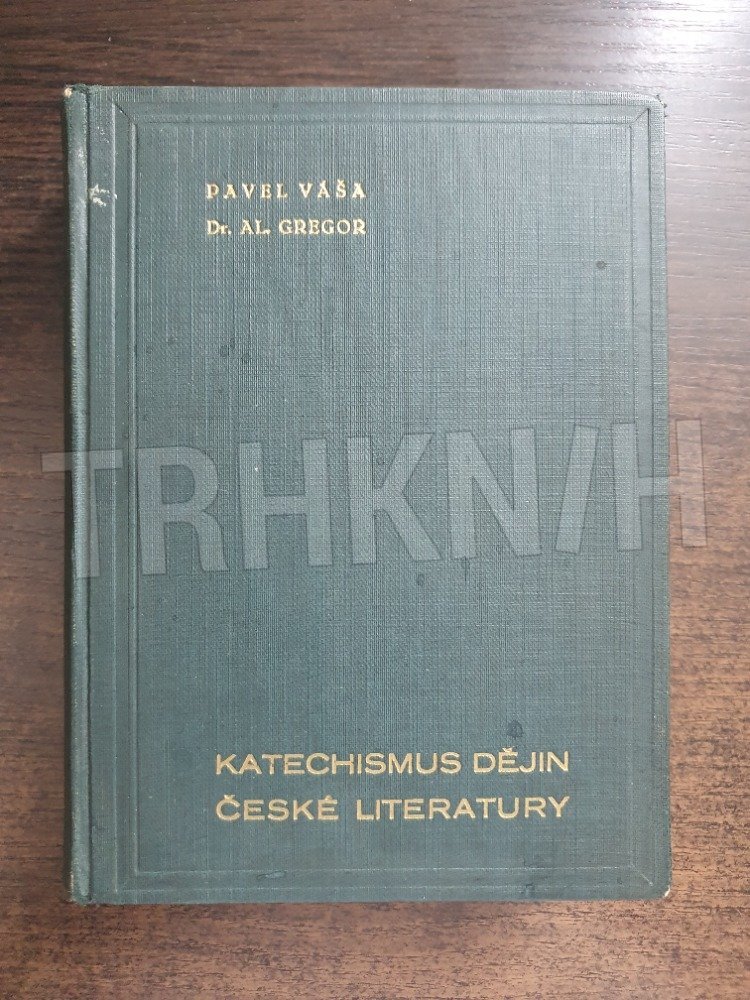 PAVEL VÁŠA
Dr. AL. GREGOR
TRHKNIH
KATECHISMUS DĚJIN
ČESKÉ LITERATURY